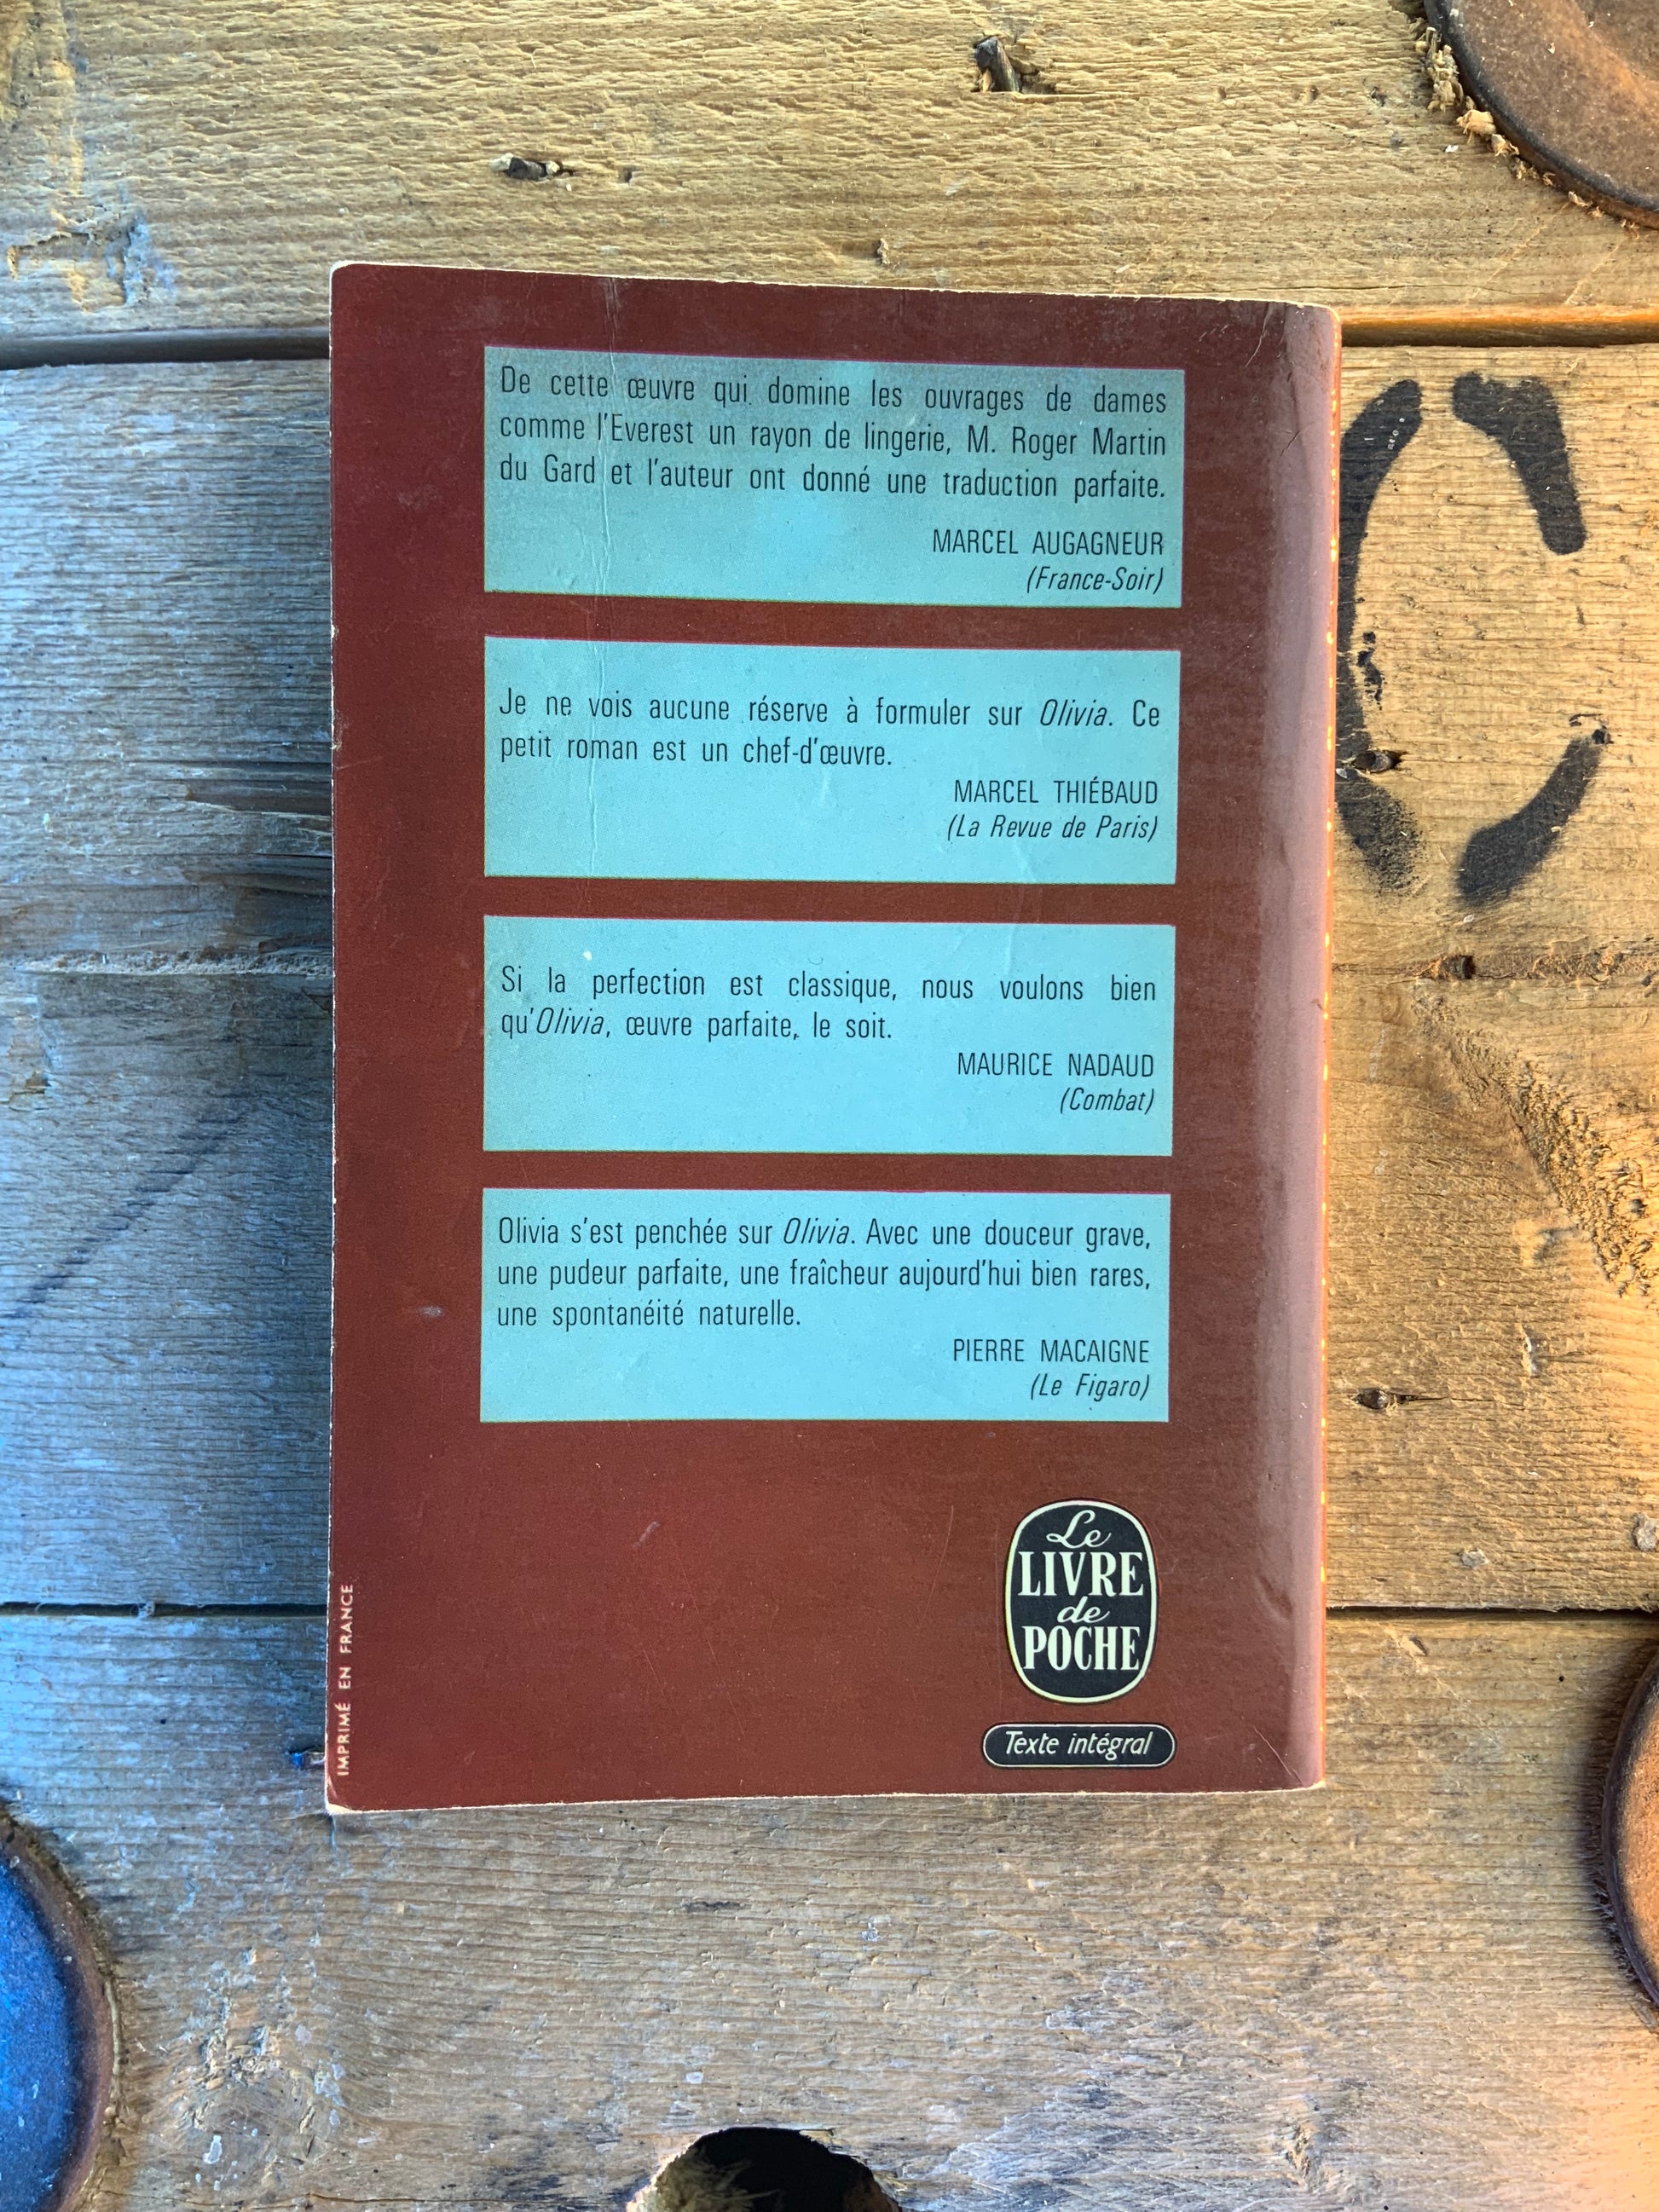 De cette œuvre qui domine les ouvrages de dames
comme l'Everest un rayon de lingerie, M. Roger Martin
du Gard et l'auteur ont donné une traduction parfaite.
MARCEL AUGAGNEUR
(France-Soir)
Je ne vois aucune réserve à formuler sur Olivia. Ce
petit roman est un chef-d'œuvre.
MARCEL THIÉBAUD
(La Revue de Paris)
Si la perfection est classique, nous voulons bien
qu'Olivia, œuvre parfaite, le soit.
MAURICE NADAUD
(Combat)
Olivia s'est penchée sur Olivia. Avec une douceur grave,
une pudeur parfaite, une fraîcheur aujourd'hui bien rares,
une spontanéité naturelle.
PIERRE MACAIGNE
(Le Figaro)
Le
LIVRE
de
POCHE
Texte intégral
IMPRIMÉ EN FRANCE
C